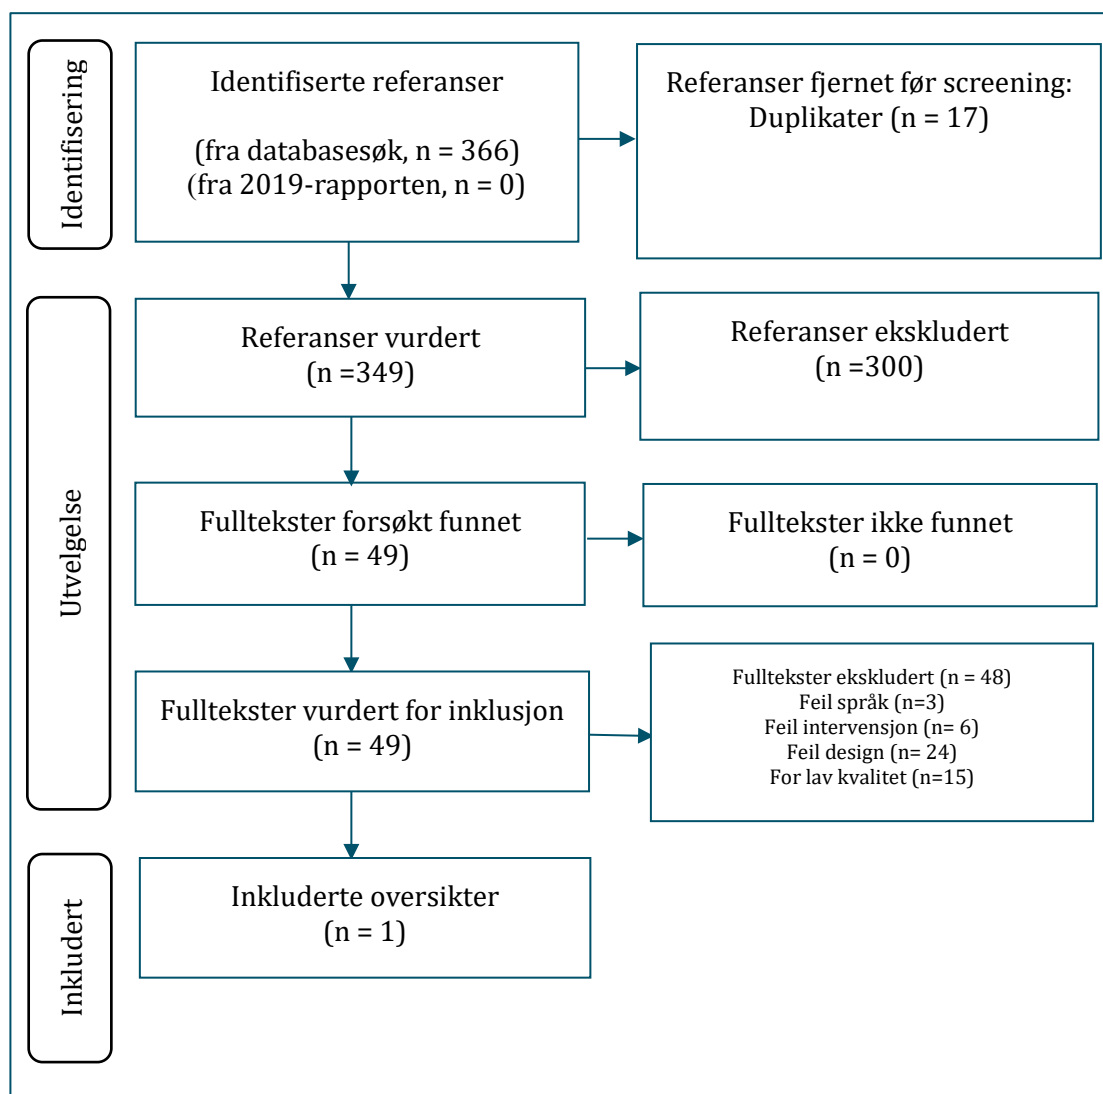 Identifisering
Identifiserte referanser
(fra databasesøk, n = 366)
(fra 2019-rapporten, n = 0)
Referanser fjernet før screening:
Duplikater (n = 17)
Utvelgelse
Referanser vurdert
(n =349)
Referanser ekskludert
(n =300)
Fulltekster forsøkt funnet
(n = 49)
Fulltekster ikke funnet
(n = 0)
Fulltekster vurdert for inklusjon
(n = 49)
Fulltekster ekskludert (n = 48)
Feil språk (n=3)
Feil intervensjon (n= 6)
Feil design (n= 24)
For lav kvalitet (n=15)
Inkludert
Inkluderte oversikter
(n = 1)